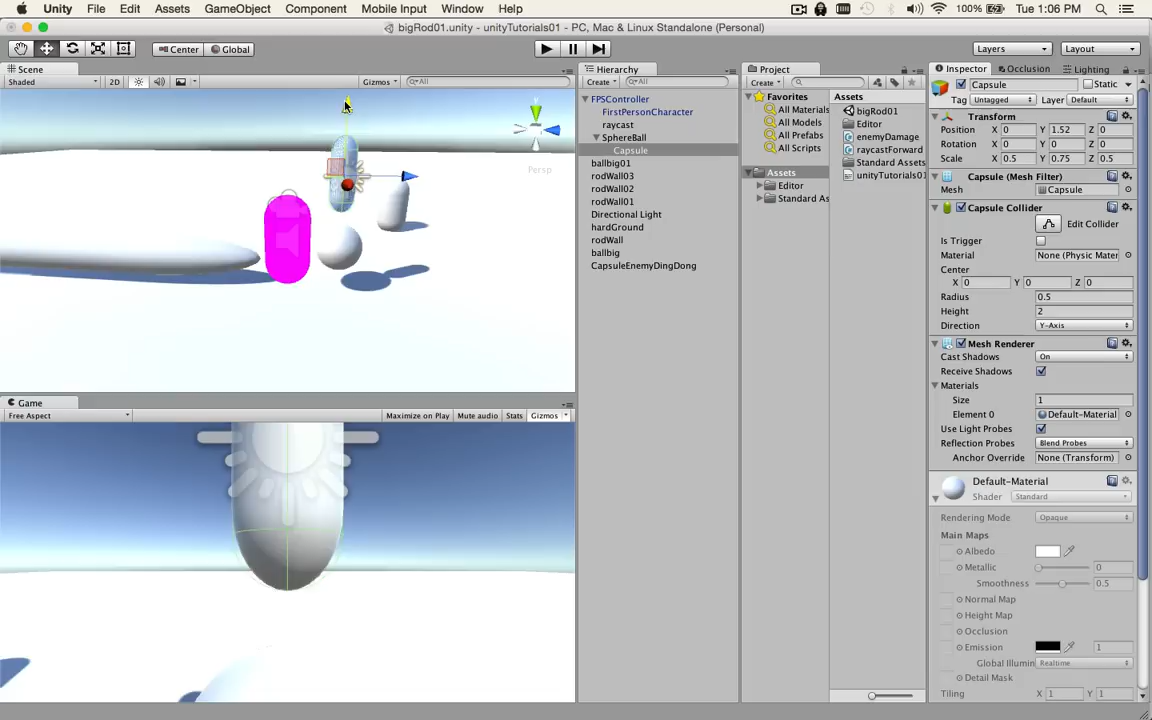 Unity File Edit Assets GameObject Component Mobile Input Window Help 100% Tue 1:06 PM
bigRod01.unity - unityTutorials01 - PC, Mac & Linux Standalone (Personal)
Center Global Layers Layout
Scene
Shaded 2D Gizmos All
Persp
Game
Free Aspect Maximize on Play Mute audio Stats Gizmos
Hierarchy
Create All
FPSController
FirstPersonCharacter
raycast
SphereBall
Capsule
ballbig01
rodWall03
rodWall02
rodWall01
Directional Light
hardGround
rodWall
ballbig
CapsuleEnemyDingDong
Project
Create
Favorites
All Materials
All Models
All Prefabs
All Scripts
Assets
Editor
Standard As
Assets
bigRod01
Editor
enemyDamage
raycastForward
Standard Assets
unityTutorials01
Inspector Occlusion Lighting
Capsule Static
Tag Untagged Layer Default
Transform
Position X 0 Y 1.52 Z 0
Rotation X 0 Y 0 Z 0
Scale X 0.5 Y 0.75 Z 0.5
Capsule (Mesh Filter)
Mesh Capsule
Capsule Collider
Edit Collider
Is Trigger
Material None (Physic Mater
Center
X 0 Y 0 Z 0
Radius 0.5
Height 2
Direction Y-Axis
Mesh Renderer
Cast Shadows On
Receive Shadows
Materials
Size 1
Element 0 Default-Material
Use Light Probes
Reflection Probes Blend Probes
Anchor Override None (Transform)
Default-Material
Shader Standard
Rendering Mode Opaque
Main Maps
Albedo
Metallic 0
Smoothness 0.5
Normal Map
Height Map
Occlusion
Emission 1
Global Illumin Realtime
Detail Mask
Tiling X 1 Y 1